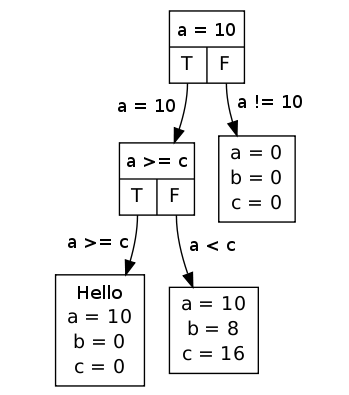 a = 10
T F
a = 10
a != 10
a >= c
T F
a = 0
b = 0
c = 0
a >= c
a < c
Hello
a = 10
b = 0
c = 0
a = 10
b = 8
c = 16